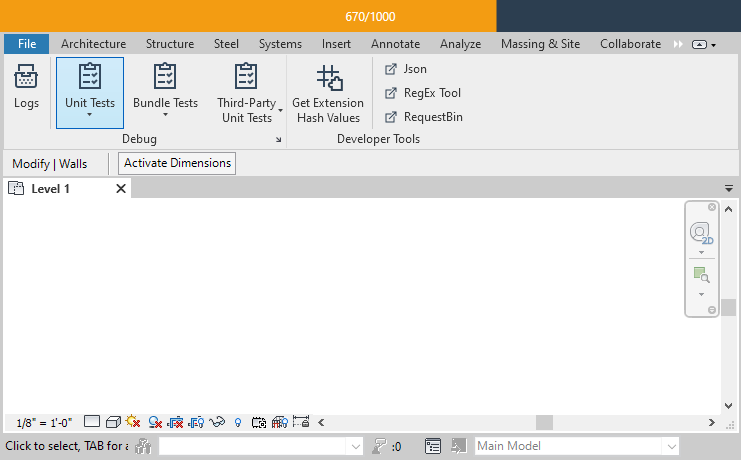 670/1000
File Architecture Structure Steel Systems Insert Annotate Analyze Massing & Site Collaborate
Logs
Unit Tests
Bundle Tests
Third-Party
Unit Tests
Get Extension
Hash Values
Json
RegEx Tool
RequestBin
Debug
Developer Tools
Modify | Walls
Activate Dimensions
Level 1
2D
1/8" = 1'-0"
Click to select, TAB for a
:0
Main Model